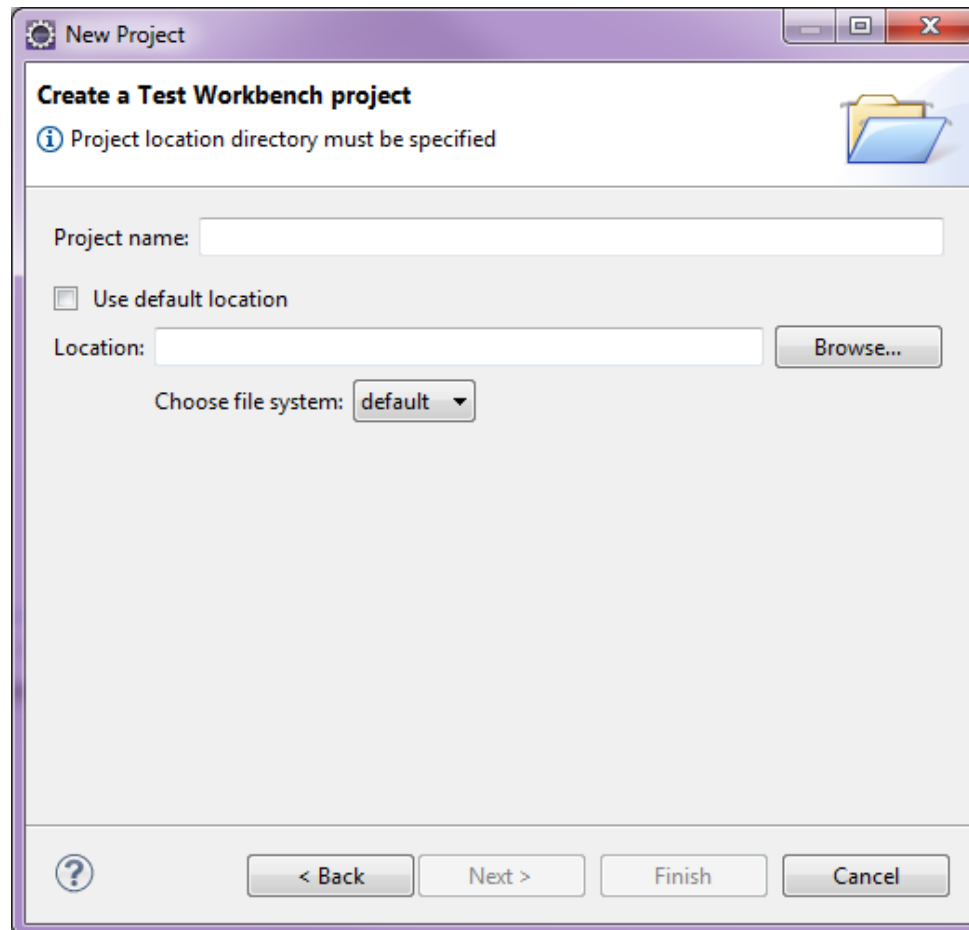 New Project
Create a Test Workbench project
Project location directory must be specified
Project name:
Use default location
Location: Browse...
Choose file system: default
? < Back Next > Finish Cancel